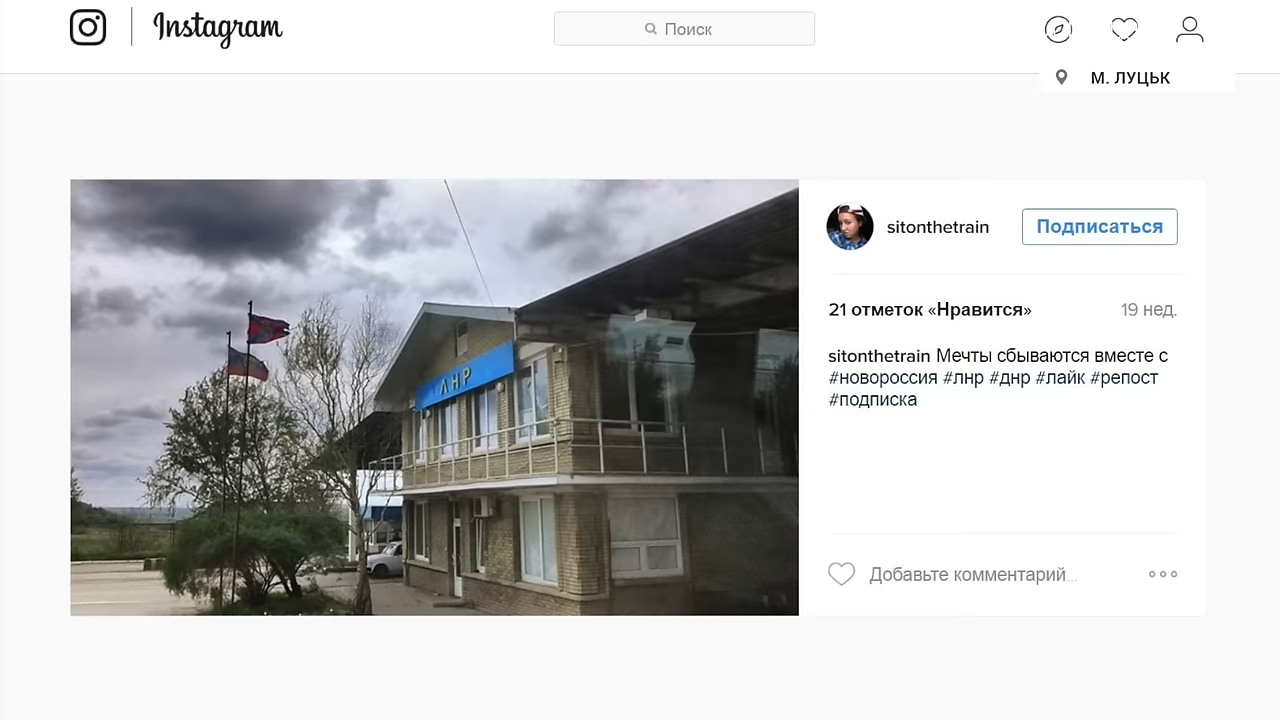 Instagram
Поиск
М. ЛУЦЬК
ЛНР
sitonthetrain
Подписаться
21 отметок «Нравится»
19 нед.
sitonthetrain Мечты сбываются вместе с
#новороссия #лнр #днр #лайк #репост
#подписка
Добавьте комментарий...